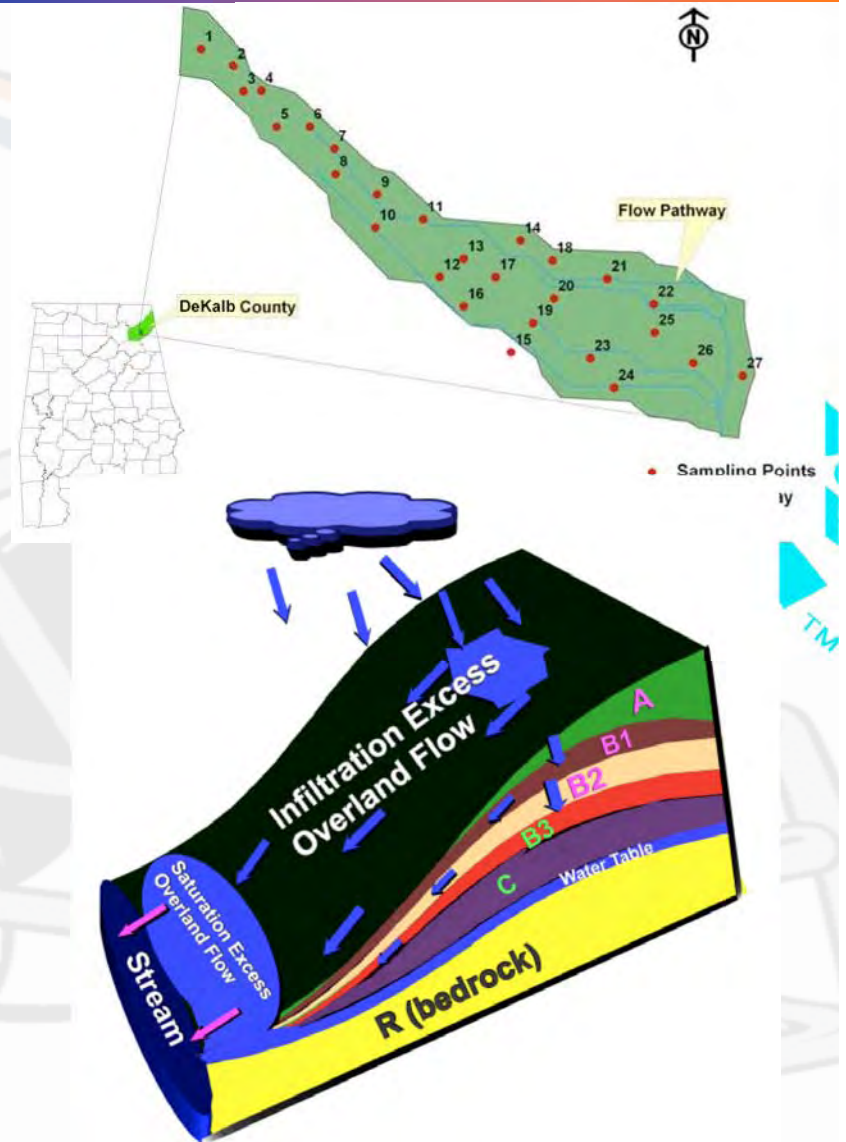 N
1
2
3
4
5
6
7
8
9
10
11
12
13
14
15
16
17
18
19
20
21
22
23
24
25
26
27
Flow Pathway
DeKalb County
Sampling Points
TM
Infiltration Excess
Overland Flow
A
B1
B2
B3
C
Water Table
Saturation Excess
Overland Flow
Stream
R (bedrock)